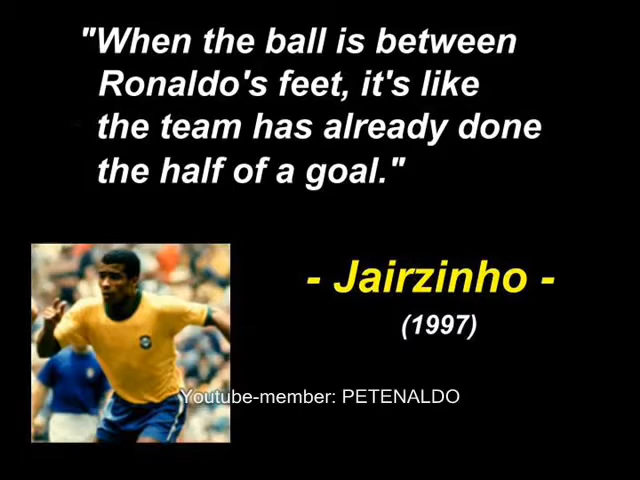 "When the ball is between
Ronaldo's feet, it's like
the team has already done
the half of a goal."
- Jairzinho -
(1997)
Youtube-member: PETENALDO